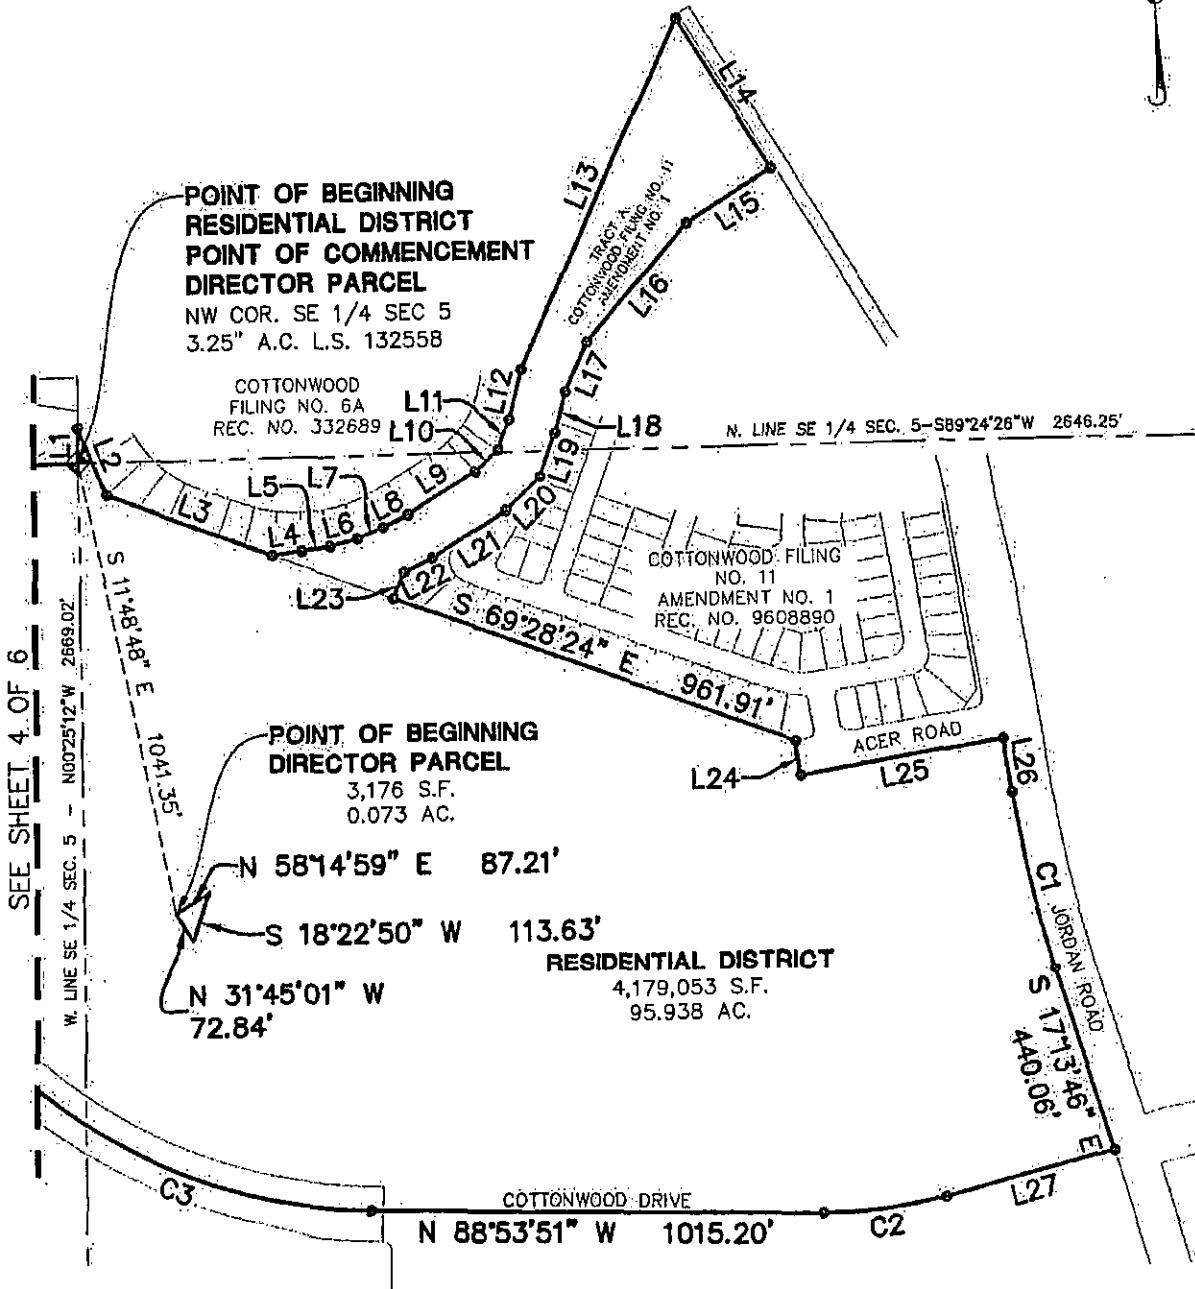 L14
L13
TRACT A,
COTTONWOOD FILING NO. 11
AMENDMENT NO. 1
L15
L16
POINT OF BEGINNING
RESIDENTIAL DISTRICT
POINT OF COMMENCEMENT
DIRECTOR PARCEL
NW COR. SE 1/4 SEC 5
3.25" A.C. L.S. 132558
COTTONWOOD
FILING NO. 6A
REC. NO. 332689
L12
L11
L10
L17
L18
N. LINE SE 1/4 SEC. 5-S89°24'26"W 2646.25'
L1
L2
L3
L4
L5
L6
L7
L8
L9
L19
L20
L21
L22
L23
COTTONWOOD FILING
NO. 11
AMENDMENT NO. 1
REC. NO. 9608890
S 69°28'24" E 961.91'
S 11°48'48" E 1041.35'
SEE SHEET 4 OF 6
W. LINE SE 1/4 SEC. 5 - N00°25'12"W 2669.02'
POINT OF BEGINNING
DIRECTOR PARCEL
3,176 S.F.
0.073 AC.
ACER ROAD
L24
L25
L26
N 58°14'59" E 87.21'
S 18°22'50" W 113.63'
N 31°45'01" W
72.84'
RESIDENTIAL DISTRICT
4,179,053 S.F.
95.938 AC.
C1
JORDAN ROAD
S 17°13'46" E
440.06'
C3
COTTONWOOD DRIVE
N 88°53'51" W 1015.20'
C2
L27